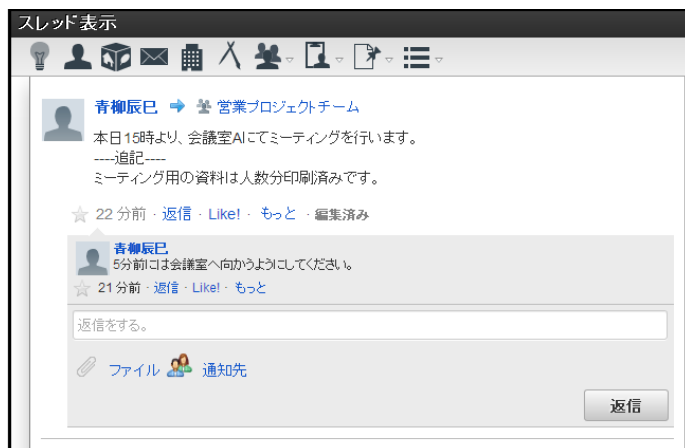 スレッド表示
青柳辰巳 営業プロジェクトチーム
本日15時より、会議室AIこてミーティングを行います。
----追記----
ミーティング用の資料は人数分印刷済みです。
22 分前 · 返信 · Like! · もっと · 編集済み
青柳辰巳
5分前には会議室へ向かうようにしてください。
21 分前 · 返信 · Like! · もっと
返信をする。
ファイル 通知先
返信